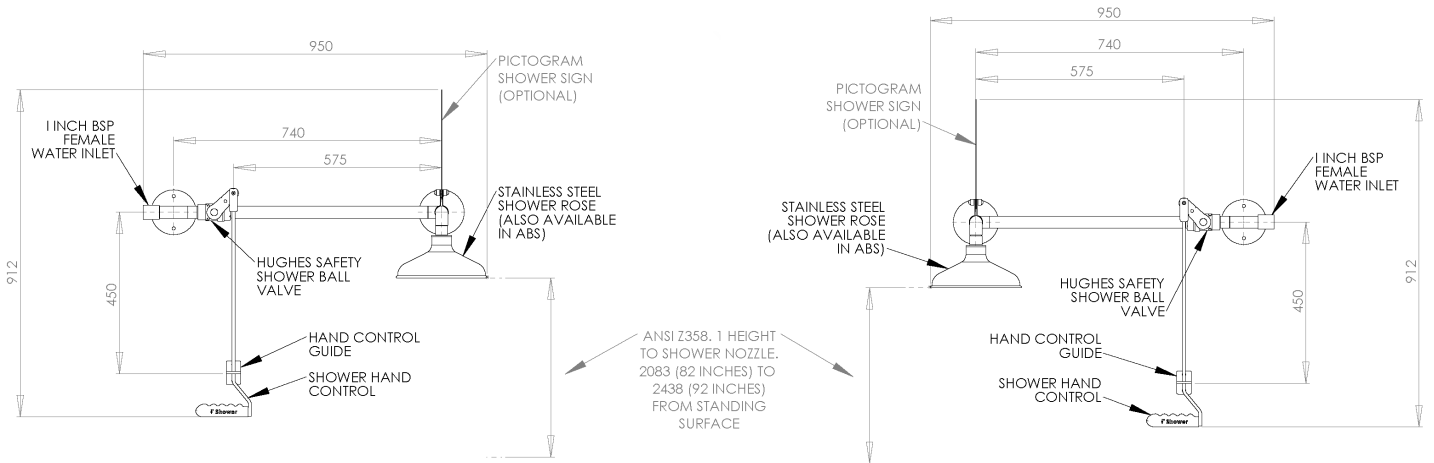 950
PICTOGRAM
SHOWER SIGN
(OPTIONAL)
740
575
1 INCH BSP
FEMALE
WATER INLET
STAINLESS STEEL
SHOWER ROSE
(ALSO AVAILABLE
IN ABS)
HUGHES SAFETY
SHOWER BALL
VALVE
912
450
HAND CONTROL
GUIDE
SHOWER HAND
CONTROL
Shower
ANSI Z358. 1 HEIGHT
TO SHOWER NOZZLE.
2083 (82 INCHES) TO
2438 (92 INCHES)
FROM STANDING
SURFACE
950
740
575
PICTOGRAM
SHOWER SIGN
(OPTIONAL)
1 INCH BSP
FEMALE
WATER INLET
STAINLESS STEEL
SHOWER ROSE
(ALSO AVAILABLE
IN ABS)
HUGHES SAFETY
SHOWER BALL
VALVE
912
450
HAND CONTROL
GUIDE
SHOWER HAND
CONTROL
Shower